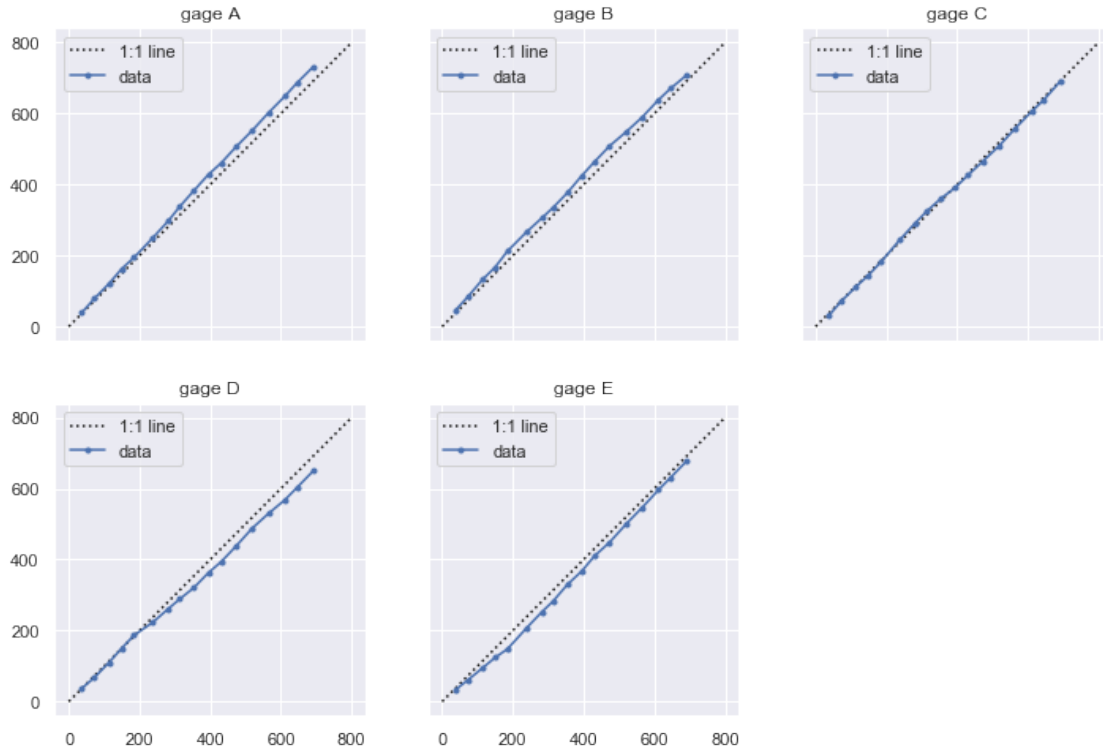 gage A
gage B
gage C
800
600
400
200
0
1:1 line
data
1:1 line
data
1:1 line
data
gage D
gage E
800
600
400
200
0
1:1 line
data
1:1 line
data
0 200 400 600 800
0 200 400 600 800